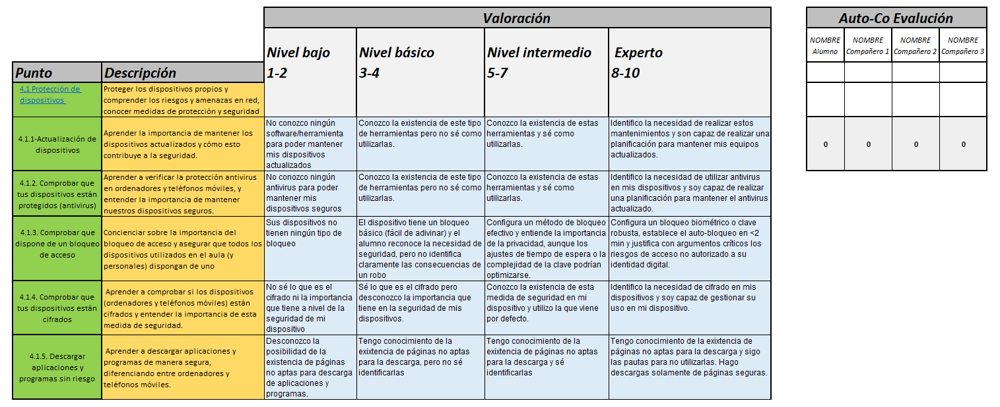 Valoración
Auto-Co Evalución
Nivel bajo
1-2
Nivel básico
3-4
Nivel intermedio
5-7
Experto
8-10
NOMBRE
Alumno
NOMBRE
Compañero 1
NOMBRE
Compañero 2
NOMBRE
Compañero 3
Punto
Descripción
4.1 Protección de
dispositivos
Proteger los dispositivos propios y
comprender los riesgos y amenazas en red,
conocer medidas de protección y seguridad
4.1.1-Actualización de
dispositivos
Aprender la importancia de mantener los
dispositivos actualizados y cómo esto
contribuye a la seguridad.
No conozco ningún
software/herramienta
para poder mantener
mis dispositivos
actualizados
Conozco la existencia de este tipo
de herramientas pero no sé como
utilizarlas.
Conozco la existencia de estas
herramientas y sé como
utilizarlas.
Identifico la necesidad de realizar estos
mantenimientos y son capaz de realizar una
planificación para mantener mis equipos
actualizados.
0
0
0
0
4.1.2. Comprobar que
tus dispositivos están
protegidos (antivirus)
Aprender a verificar la protección antivirus
en ordenadores y teléfonos móviles, y
entender la importancia de mantener
nuestros dispositivos seguros.
No conozco ningún
antivirus para poder
mantener mis
dispositivos seguros
Conozco la existencia de este tipo
de herramientas pero no sé como
utilizarlas.
Conozco la existencia de estas
herramientas y sé como
utilizarlas.
Identifico la necesidad de utilizar antivirus
en mis dispositivos y soy capaz de realizar
una planificación para mantener el antivirus
actualizado.
4.1.3. Comprobar que
dispone de un bloqueo
de acceso
Concienciar sobre la importancia del
bloqueo de acceso y asegurar que todos los
dispositivos utilizados en el aula (y
personales) dispongan de uno
Sus dispositivos no
tienen ningún tipo de
bloqueo
El dispositivo tiene un bloqueo
básico (fácil de adivinar) y el
alumno reconoce la necesidad de
seguridad, pero no identifica
claramente las consecuencias de
un robo
Configura un método de bloqueo
efectivo y entiende la importancia
de la privacidad, aunque los
ajustes de tiempo de espera o la
complejidad de la clave podrían
optimizarse.
Configura un bloqueo biométrico o clave
robusta, establece el auto-bloqueo en <2
min y justifica con argumentos críticos los
riesgos de acceso no autorizado a su
identidad digital.
4.1.4. Comprobar que
tus dispositivos están
cifrados
Aprender a comprobar si los dispositivos
(ordenadores y teléfonos móviles) están
cifrados y entender la importancia de esta
medida de seguridad.
No sé lo que es el
cifrado ni la importancia
que tiene a nivel de la
seguridad de mi
dispositivo
Sé lo que es el cifrado pero
desconozco la importancia que
tiene en la seguridad de mis
dispositivos.
Conozco la existencia de esta
medida de seguridad en mi
dispositivo y utilizo la que viene
por defecto.
Identifico la necesidad de cifrado en mis
dispositivos y soy capaz de gestionar su
uso en mi dispositivo.
4.1.5. Descargar
aplicaciones y
programas sin riesgo
Aprender a descargar aplicaciones y
programas de manera segura,
diferenciando entre ordenadores y
teléfonos móviles.
Desconozco la
posibilidad de la
existencia de páginas
no aptas para descarga
de aplicaciones y
programas.
Tengo conocimiento de la
exixtencia de páginas no aptas
para la descarga, pero no sé
identificarlas
Tengo conocimiento de la
exixtencia de páginas no aptas
para la descarga y sé
identificarlas
Tengo conocimiento de la exixtencia de
páginas no aptas para la descarga y sigo
las pautas para no utilizarlas. Hago
descargas solamente de páginas seguras.